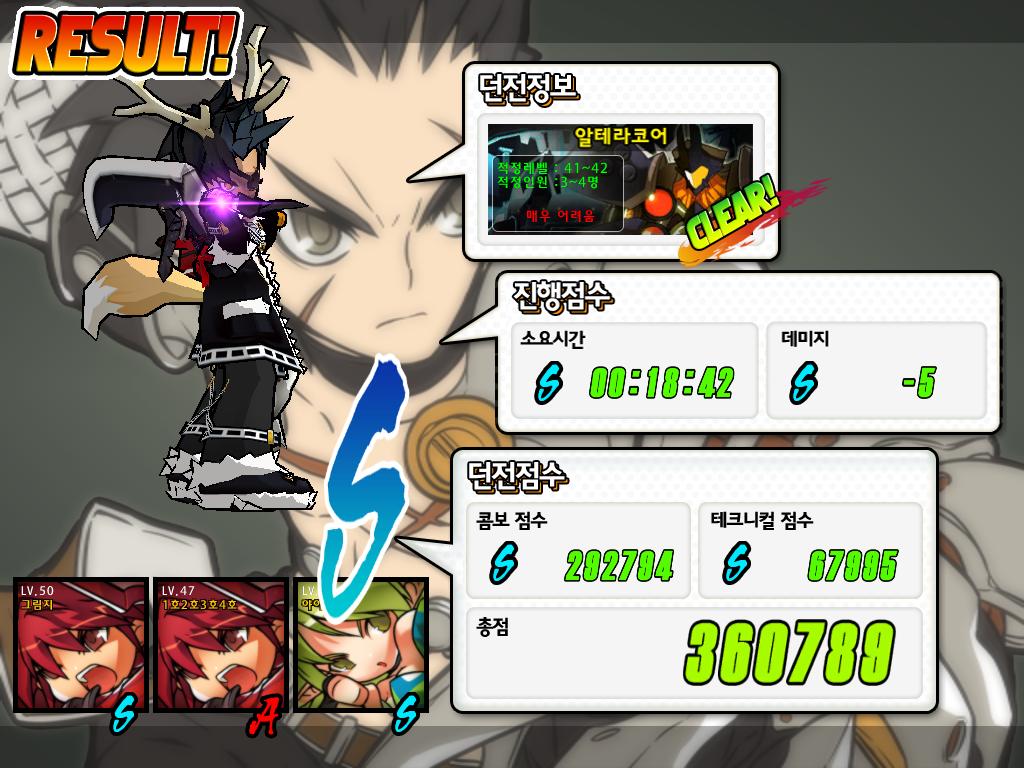 RESULT!
던전정보
알테라코어
적정레벨 : 41~42
적정인원 : 3~4명
매우 어려움
CLEAR!
진행점수
소요시간
데미지
S 00:18:42
S -5
S
던전점수
콤보 점수
테크니컬 점수
S 292794
S 67995
총점
360789
LV.50
그림지
S
LV.47
1호2호3호4호
A
LV
S